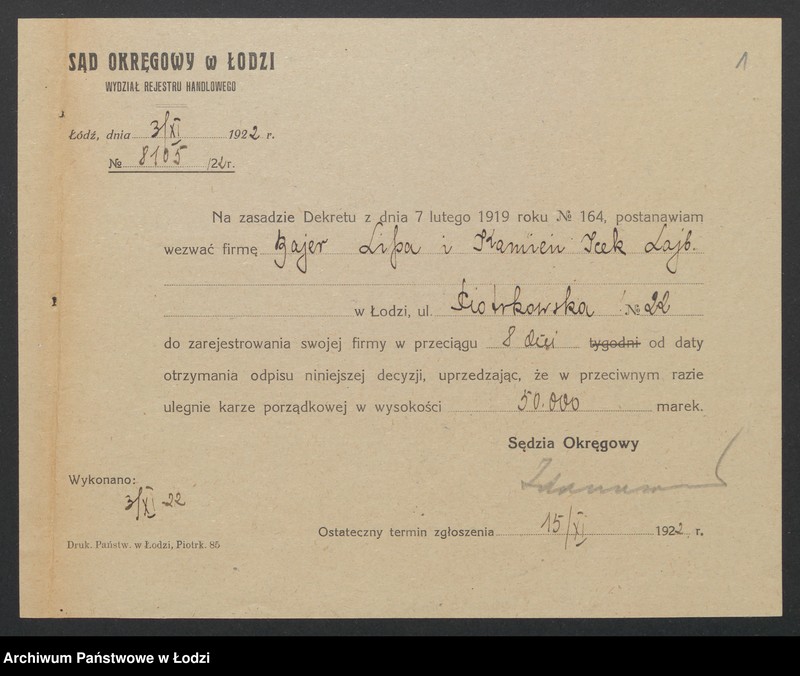 1
SĄD OKRĘGOWY w ŁODZI
WYDZIAŁ REJESTRU HANDLOWEGO
Łódź, dnia 3/XI 1922 r.
№ 8105 /22r.
Na zasadzie Dekretu z dnia 7 lutego 1919 roku № 164, postanawiam
wezwać firmę Bajer Lipa i Kamień Icek Lajb.
w Łodzi, ul. Piotrkowska № 22
do zarejestrowania swojej firmy w przeciągu 8 dni tygodni od daty
otrzymania odpisu niniejszej decyzji, uprzedzając, że w przeciwnym razie
ulegnie karze porządkowej w wysokości 50.000 marek.
Sędzia Okręgowy
Wykonano:
3/XI 22
Ostateczny termin zgłoszenia 15/XI 1922 r.
Druk. Państw. w Łodzi, Piotrk. 85
Archiwum Państwowe w Łodzi